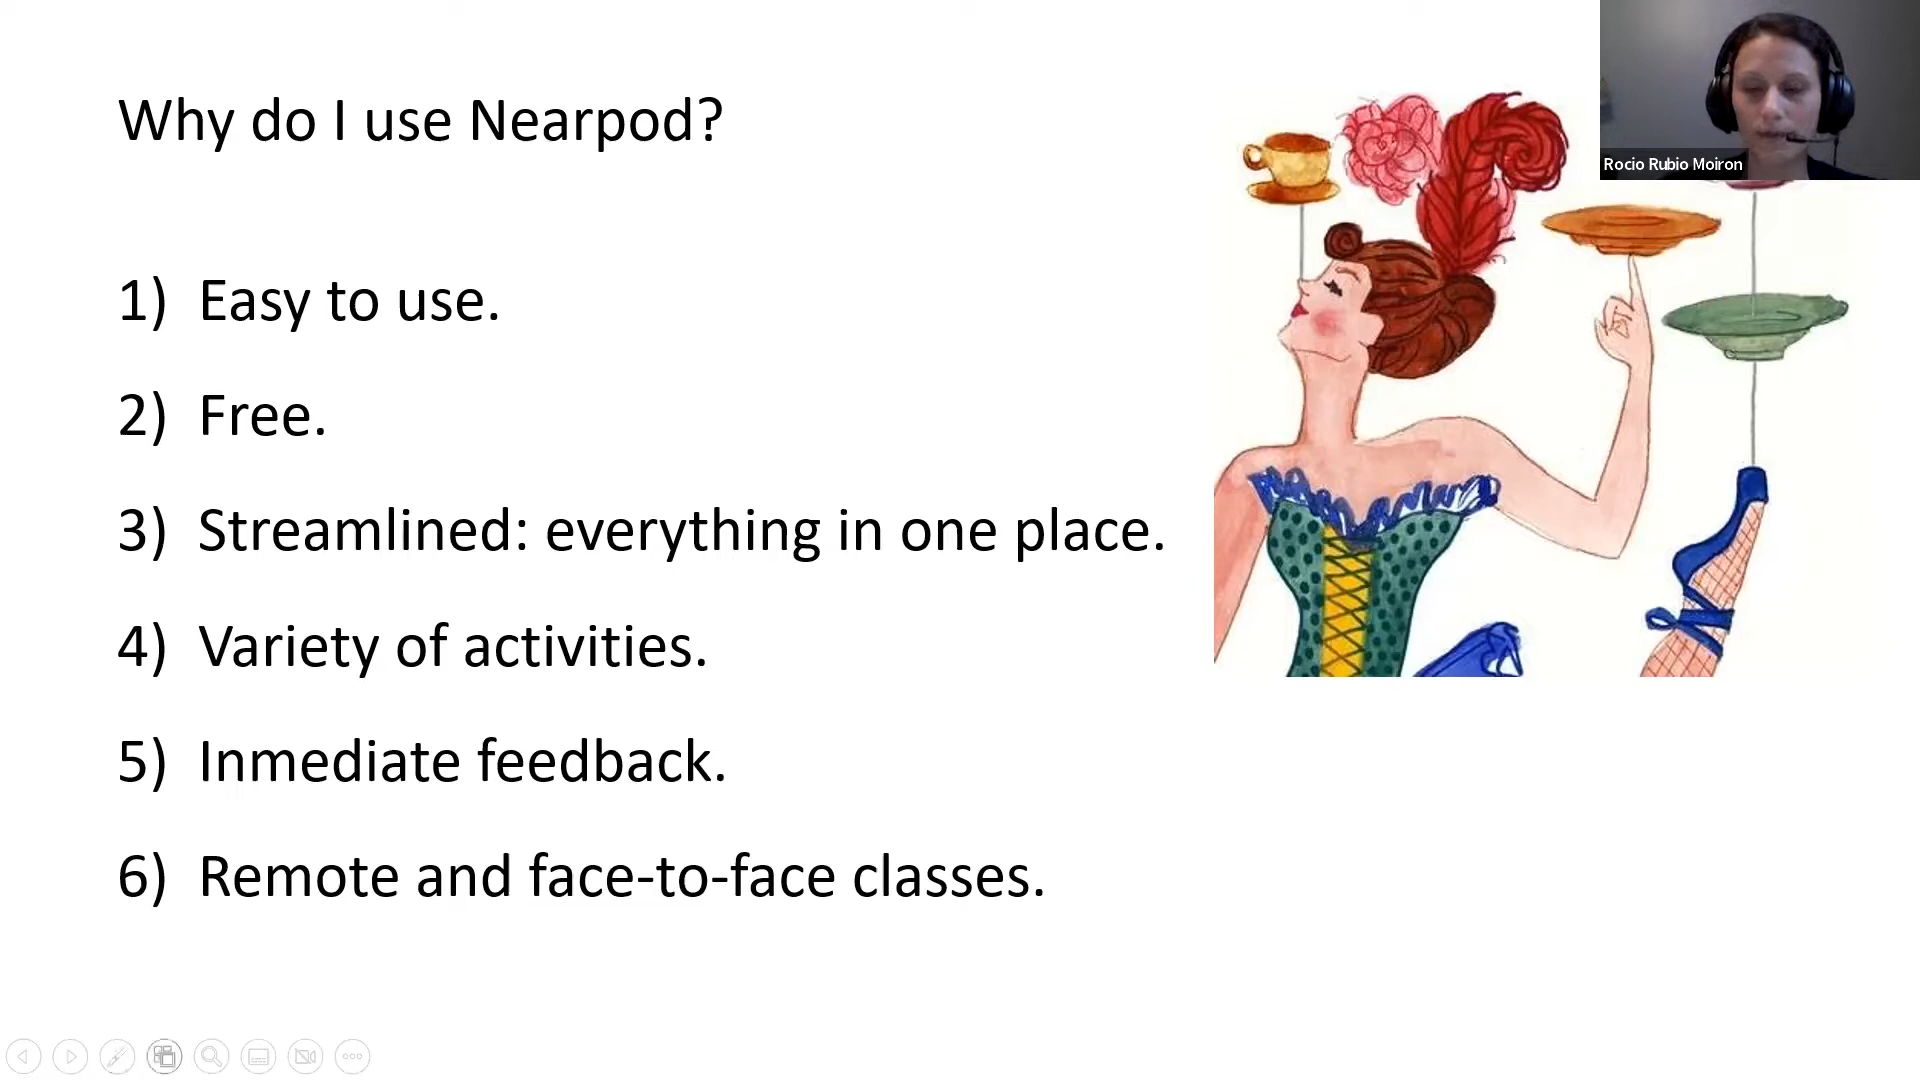 Why do I use Nearpod?
Rocio Rubio Moiron
1) Easy to use.
2) Free.
3) Streamlined: everything in one place.
4) Variety of activities.
5) Inmediate feedback.
6) Remote and face-to-face classes.